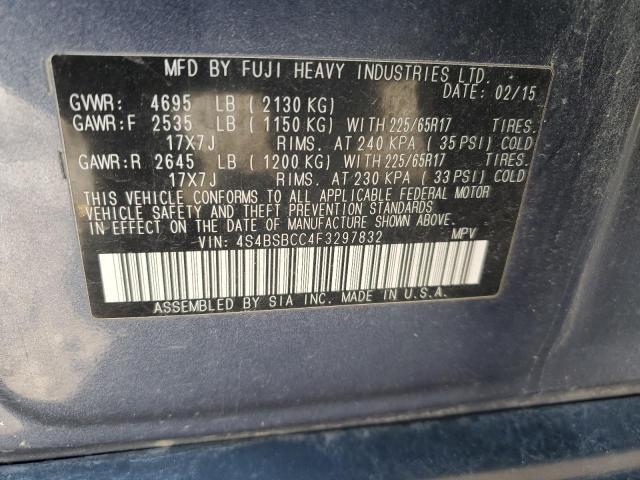 MFD BY FUJI HEAVY INDUSTRIES LTD.
DATE: 02/15
GVWR: 4695 LB ( 2130 KG)
GAWR:F 2535 LB ( 1150 KG) WITH 225/65R17 TIRES.
17X7J RIMS. AT 240 KPA ( 35 PSI) COLD
GAWR:R 2645 LB ( 1200 KG) WITH 225/65R17 TIRES.
17X7J RIMS. AT 230 KPA ( 33 PSI) COLD
THIS VEHICLE CONFORMS TO ALL APPLICABLE FEDERAL MOTOR
VEHICLE SAFETY AND THEFT PREVENTION STANDARDS
IN EFFECT ON THE DATE OF MANUFACTURE SHOWN ABOVE.
VIN: 4S4BSBCC4F3297832 MPV
ASSEMBLED BY SIA INC. MADE IN U.S.A.